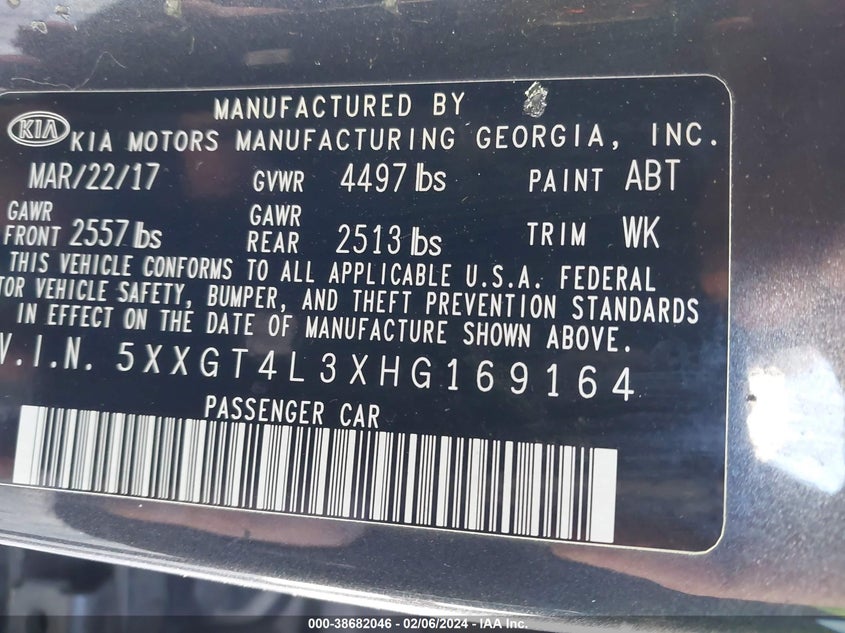 MANUFACTURED BY
KIA KIA MOTORS MANUFACTURING GEORGIA, INC.
MAR/22/17 GVWR 4497 lbs PAINT ABT
GAWR FRONT 2557 lbs GAWR REAR 2513 lbs TRIM WK
THIS VEHICLE CONFORMS TO ALL APPLICABLE U.S.A. FEDERAL
TOR VEHICLE SAFETY, BUMPER, AND THEFT PREVENTION STANDARDS
IN EFFECT ON THE DATE OF MANUFACTURE SHOWN ABOVE.
V.I.N. 5XXGT4L3XHG169164
PASSENGER CAR
000-38682046 - 02/06/2024 - IAA Inc.